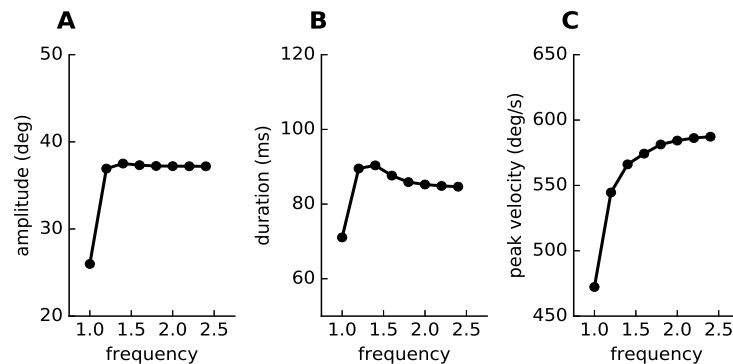 A
B
C
50
40
30
20
amplitude (deg)
1.0 1.5 2.0 2.5
frequency
120
100
80
60
duration (ms)
1.0 1.5 2.0 2.5
frequency
650
600
550
500
450
peak velocity (deg/s)
1.0 1.5 2.0 2.5
frequency